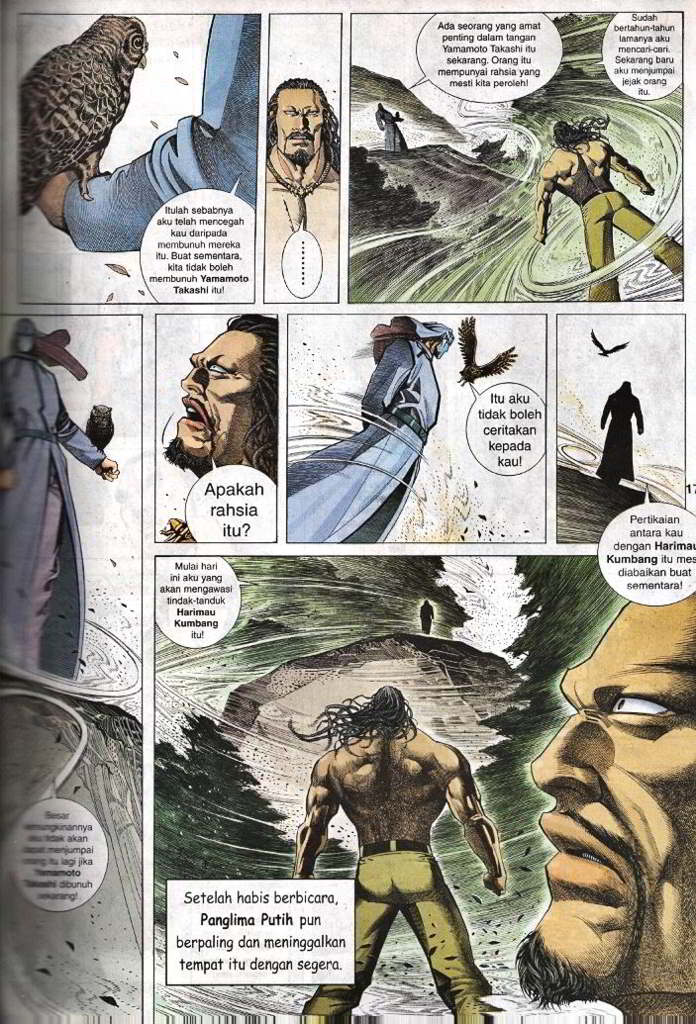 Itulah sebabnya
aku telah mencegah
kau daripada
membunuh mereka
itu. Buat sementara,
kita tidak boleh
membunuh Yamamoto
Takashi itu!
........
Ada seorang yang amat
penting dalam tangan
Yamamoto Takashi itu
itu. Orang itu
mempunyai rahsia yang
mesti kita peroleh!
Sudah
bertahun-tahun
lamanya aku
mencari-cari.
Sekarang baru
aku menjumpai
jejak orang
itu.
Besar
kemungkinannya
aku tidak akan
dapat menjumpai
orang itu lagi jika
Yamamoto
Takashi dibunuh
sekarang!
Apakah
rahsia
itu?
Itu aku
tidak boleh
ceritakan
kepada
kau!
17
Pertikaian
antara kau
dengan Harimau
Kumbang itu mes
diabaikan buat
sementara!
Mulai hari
ini aku yang
akan mengawasi
tindak-tanduk
Harimau
Kumbang
itu!
Setelah habis berbicara,
Panglima Putih pun
berpaling dan meninggalkan
tempat itu dengan segera.